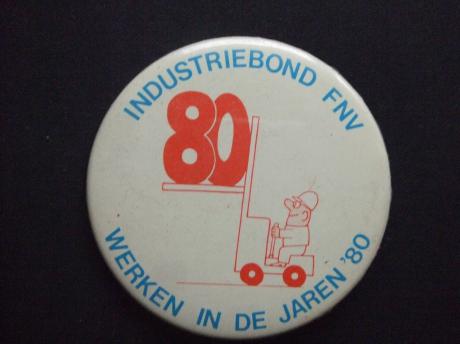 INDUSTRIEBOND FNV
80
WERKEN IN DE JAREN '80